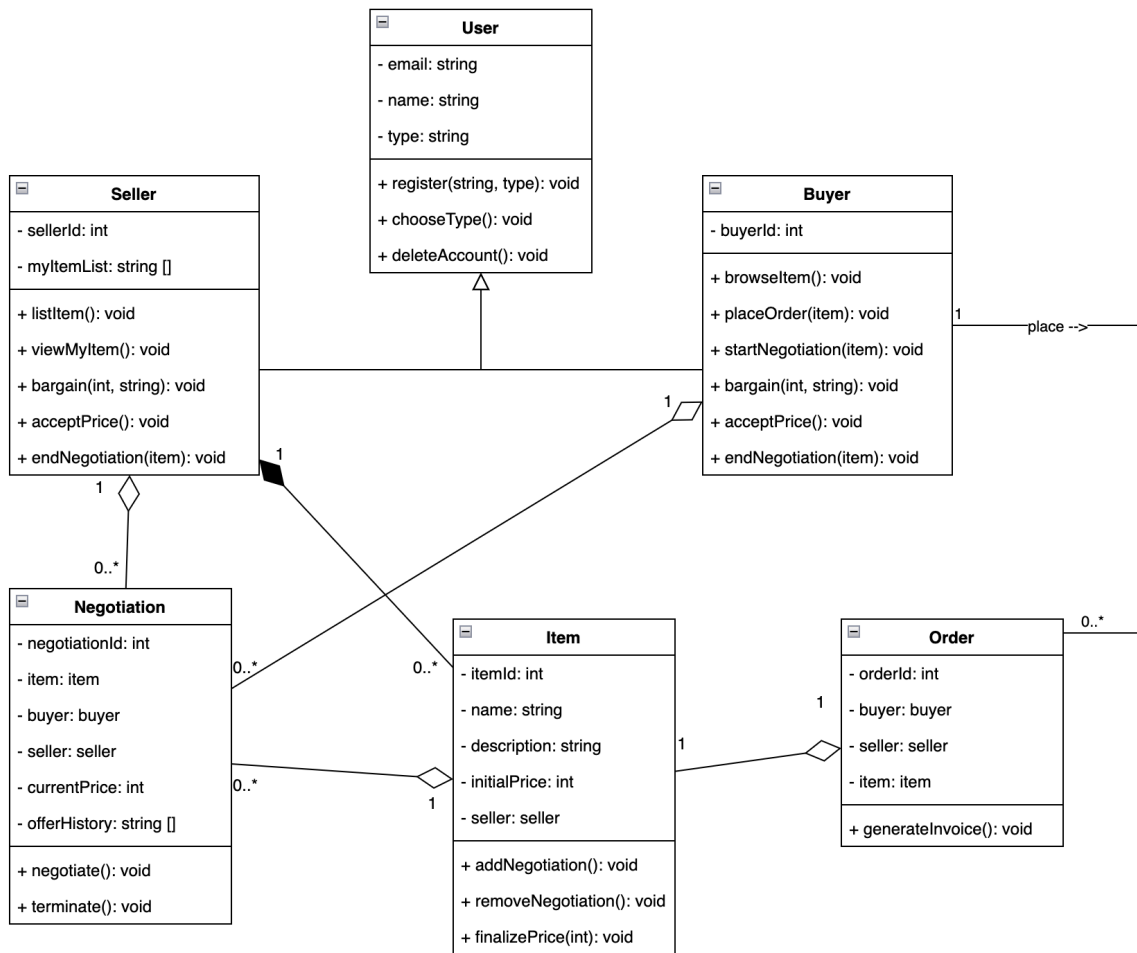 User
- email: string
- name: string
- type: string
+ register(string, type): void
+ chooseType(): void
+ deleteAccount(): void
Seller
- sellerId: int
- myItemList: string []
+ listItem(): void
+ viewMyItem(): void
+ bargain(int, string): void
+ acceptPrice(): void
+ endNegotiation(item): void
Buyer
- buyerId: int
+ browseItem(): void
+ placeOrder(item): void
+ startNegotiation(item): void
+ bargain(int, string): void
+ acceptPrice(): void
+ endNegotiation(item): void
1
place -->
1
1
1
0..*
Negotiation
- negotiationId: int
- item: item
- buyer: buyer
- seller: seller
- currentPrice: int
- offerHistory: string []
+ negotiate(): void
+ terminate(): void
0..*
0..*
0..*
1
Item
- itemId: int
- name: string
- description: string
- initialPrice: int
- seller: seller
+ addNegotiation(): void
+ removeNegotiation(): void
+ finalizePrice(int): void
1
1
Order
- orderId: int
- buyer: buyer
- seller: seller
- item: item
+ generateInvoice(): void
0..*